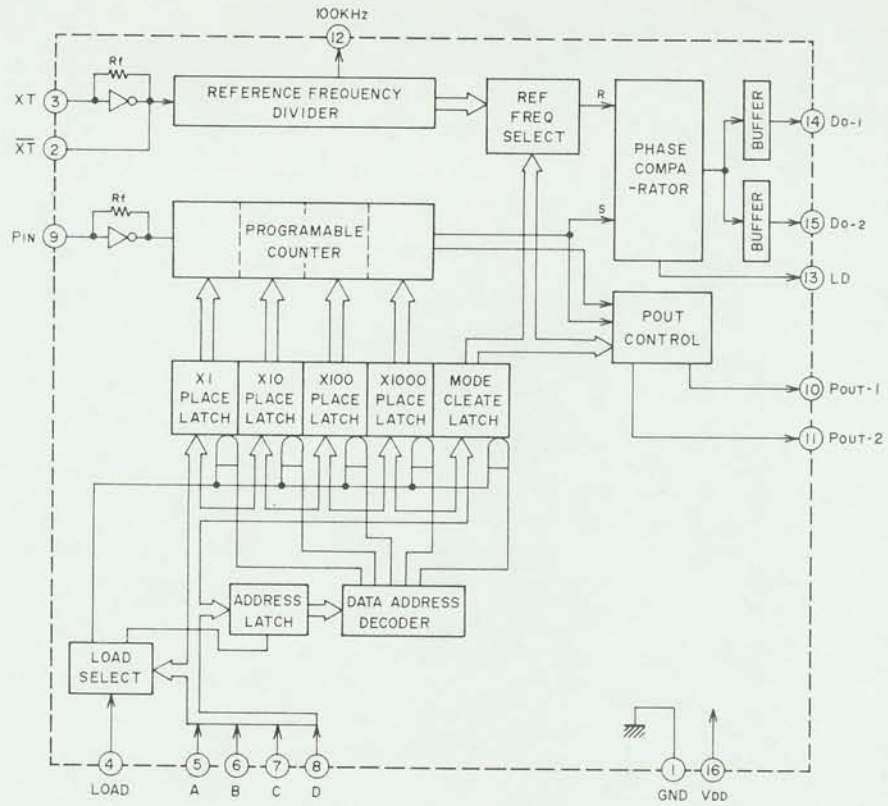 100KHz
12
Rf
XT 3
REFERENCE FREQUENCY
DIVIDER
REF
FREQ
SELECT
R
PHASE
COMPA
-RATOR
BUFFER
14 Do-1
XT 2
Rf
PIN 9
PROGRAMABLE
COUNTER
S
BUFFER
15 Do-2
13 LD
POUT
CONTROL
X1
PLACE
LATCH
X10
PLACE
LATCH
X100
PLACE
LATCH
X1000
PLACE
LATCH
MODE
CLEATE
LATCH
10 POUT-1
11 POUT-2
ADDRESS
LATCH
DATA ADDRESS
DECODER
LOAD
SELECT
4
LOAD
5
A
6
B
7
C
8
D
1
GND
16
VDD